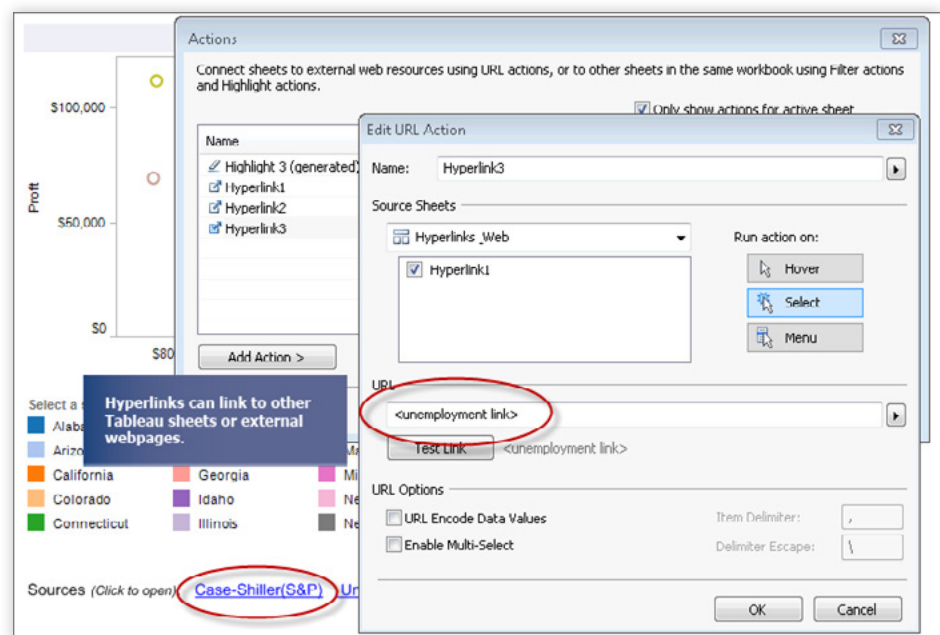 Actions
Connect sheets to external web resources using URL actions, or to other sheets in the same workbook using Filter actions
and Highlight actions.
Only show actions for active sheet
Name
Highlight 3 (generated)
Hyperlink1
Hyperlink2
Hyperlink3
Add Action >
Edit URL Action
Name: Hyperlink3
Source Sheets
Hyperlinks _Web
Hyperlink1
Run action on:
Hover
Select
Menu
URL
<unemployment link>
Test Link <unemployment link>
URL Options
URL Encode Data Values
Enable Multi-Select
Item Delimiter: ,
Delimiter Escape: \
OK Cancel
Profit
$100,000
$50,000
$0
$80
Hyperlinks can link to other
Tableau sheets or external
webpages.
Select a
Alaba
Arizo Ma
California Georgia Mi
Colorado Idaho Ne
Connecticut Illinois Ne
Sources (Click to open) Case-Shiller(S&P) Un